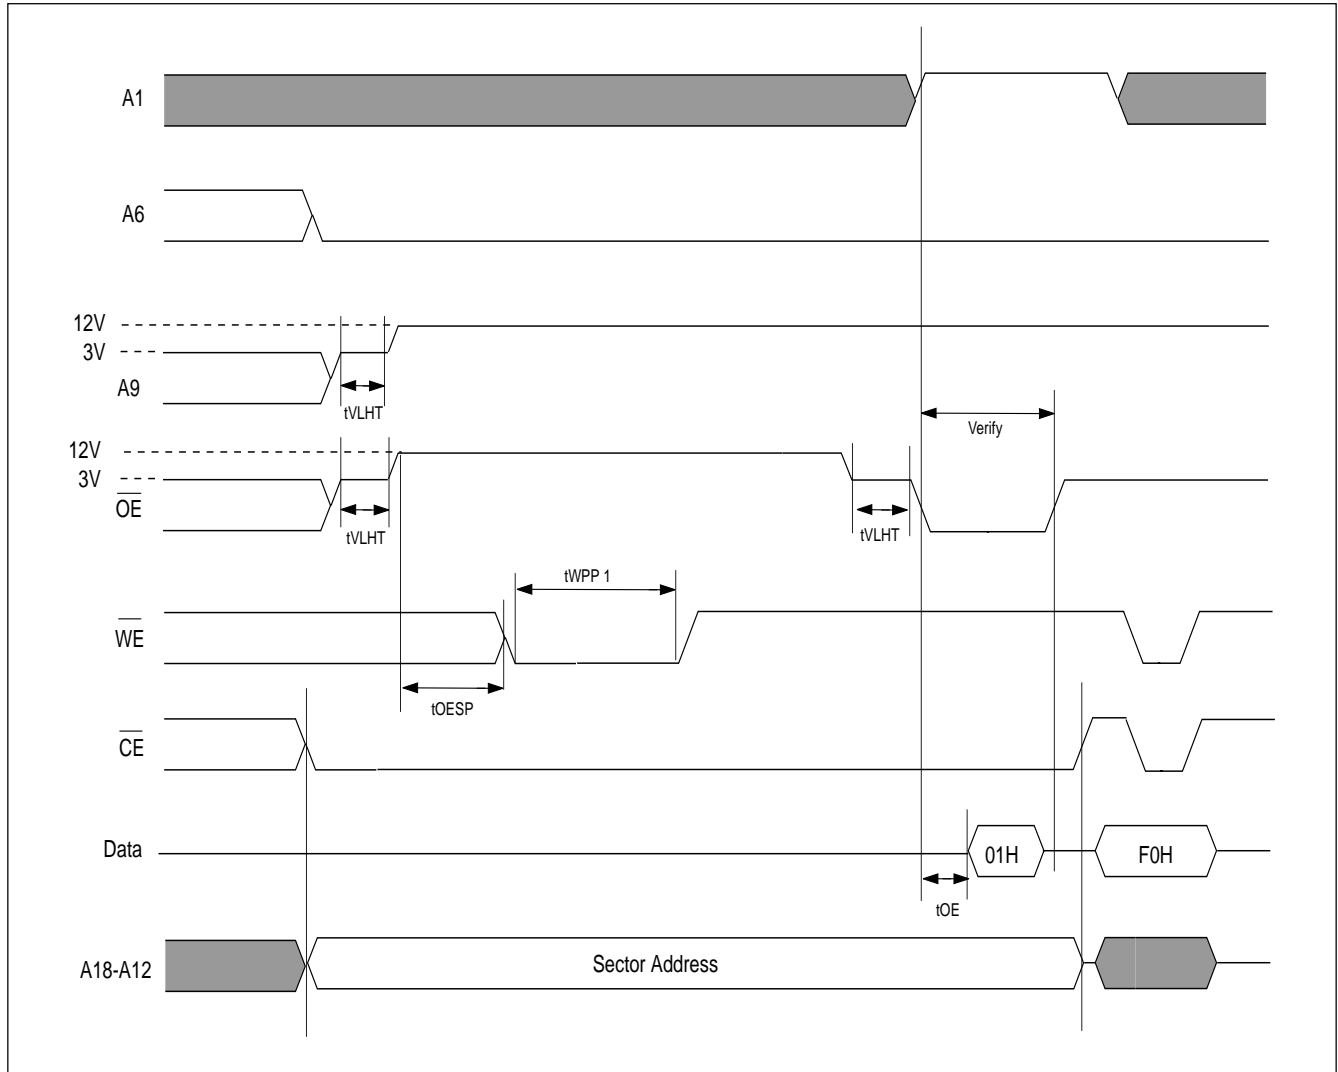 A1
A6
12V
3V
A9
tVLHT
Verify
12V
3V
OE
tVLHT
tVLHT
tWPP 1
WE
tOESP
CE
Data
01H
F0H
tOE
A18-A12
Sector Address